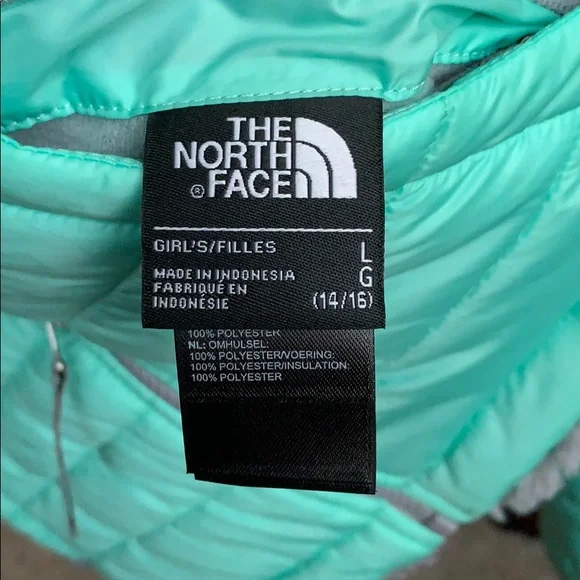 THE
NORTH
® FACE
GIRL'S/FILLES L
MADE IN INDONESIA G
FABRIQUÉ EN
INDONÉSIE (14/16)
100% POLYESTER
NL: OMHULSEL:
100% POLYESTER/VOERING:
100% POLYESTER/INSULATION:
100% POLYESTER